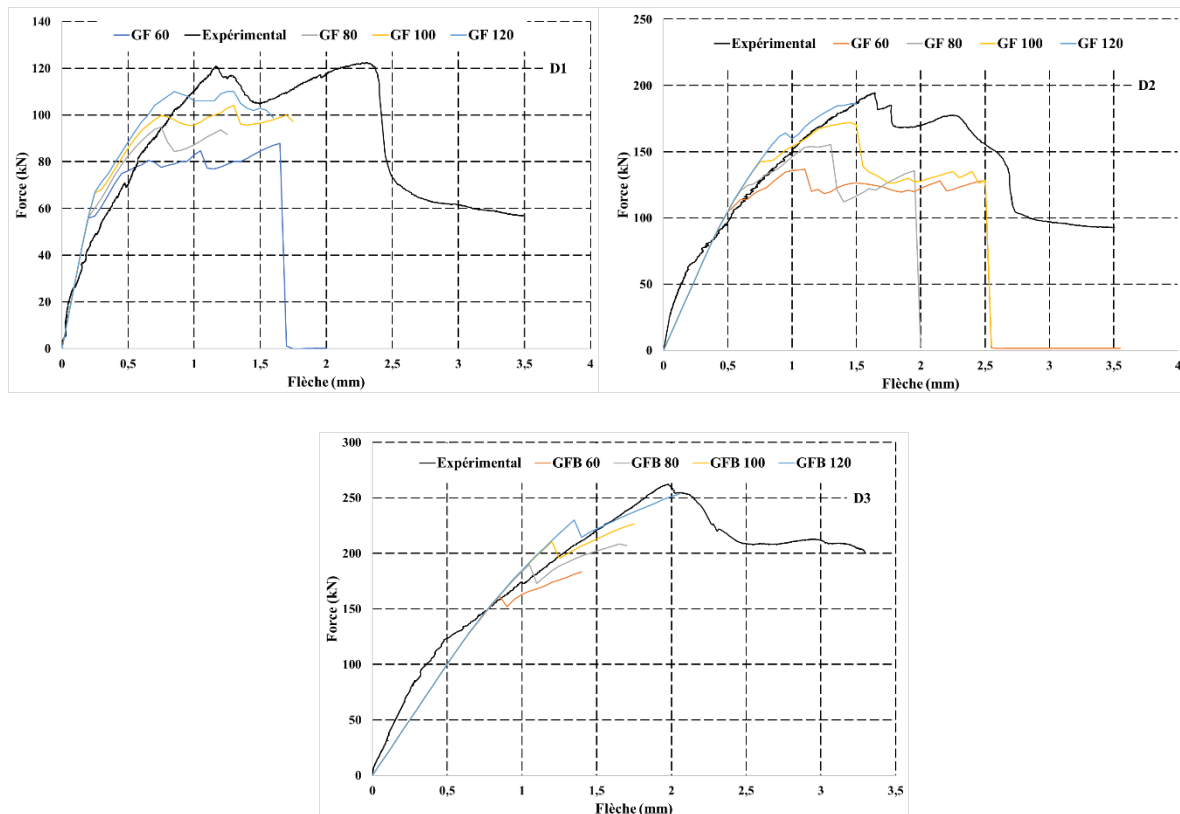 140
GF 60 Expérimental GF 80 GF 100 GF 120
120
D1
100
80
60
40
20
0
Force (kN)
0 0,5 1 1,5 2 2,5 3 3,5 4
Flèche (mm)
250
Expérimental GF 60 GF 80 GF 100 GF 120
200
D2
150
100
50
0
Force (kN)
0 0,5 1 1,5 2 2,5 3 3,5 4
Flèche (mm)
300
Expérimental GFB 60 GFB 80 GFB 100 GFB 120
250
D3
200
150
100
50
0
Force (kN)
0 0,5 1 1,5 2 2,5 3 3,5
Flèche (mm)